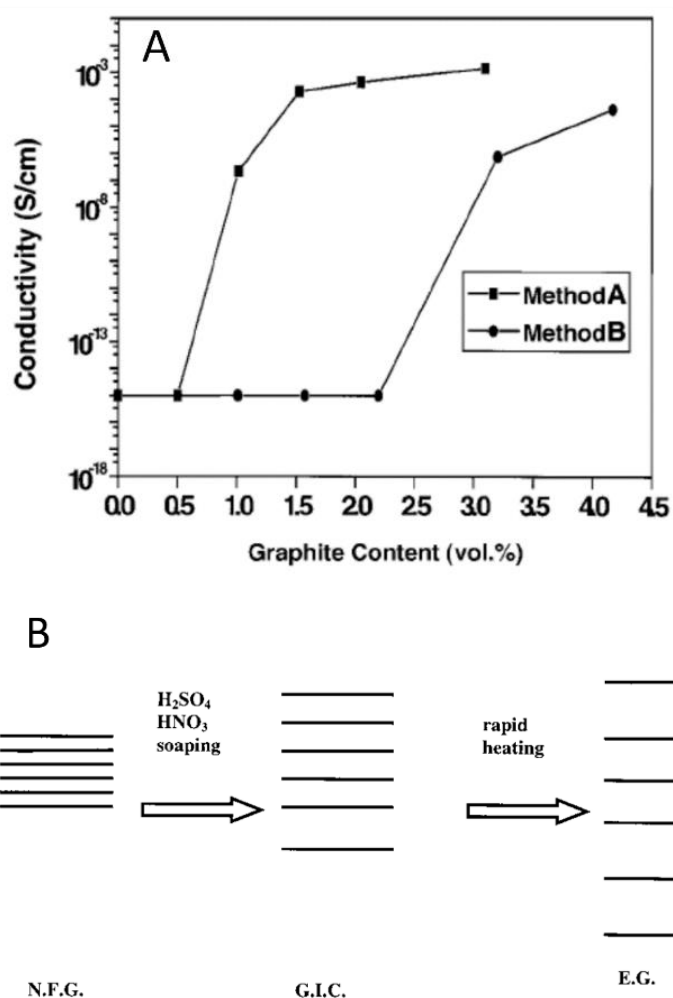 A
10-3
10-8
10-13
10-18
Conductivity (S/cm)
Method A
Method B
0.0 0.5 1.0 1.5 2.0 2.5 3.0 3.5 4.0 4.5
Graphite Content (vol.%)
B
H2SO4
HNO3
soaping
rapid
heating
N.F.G.
G.I.C.
E.G.